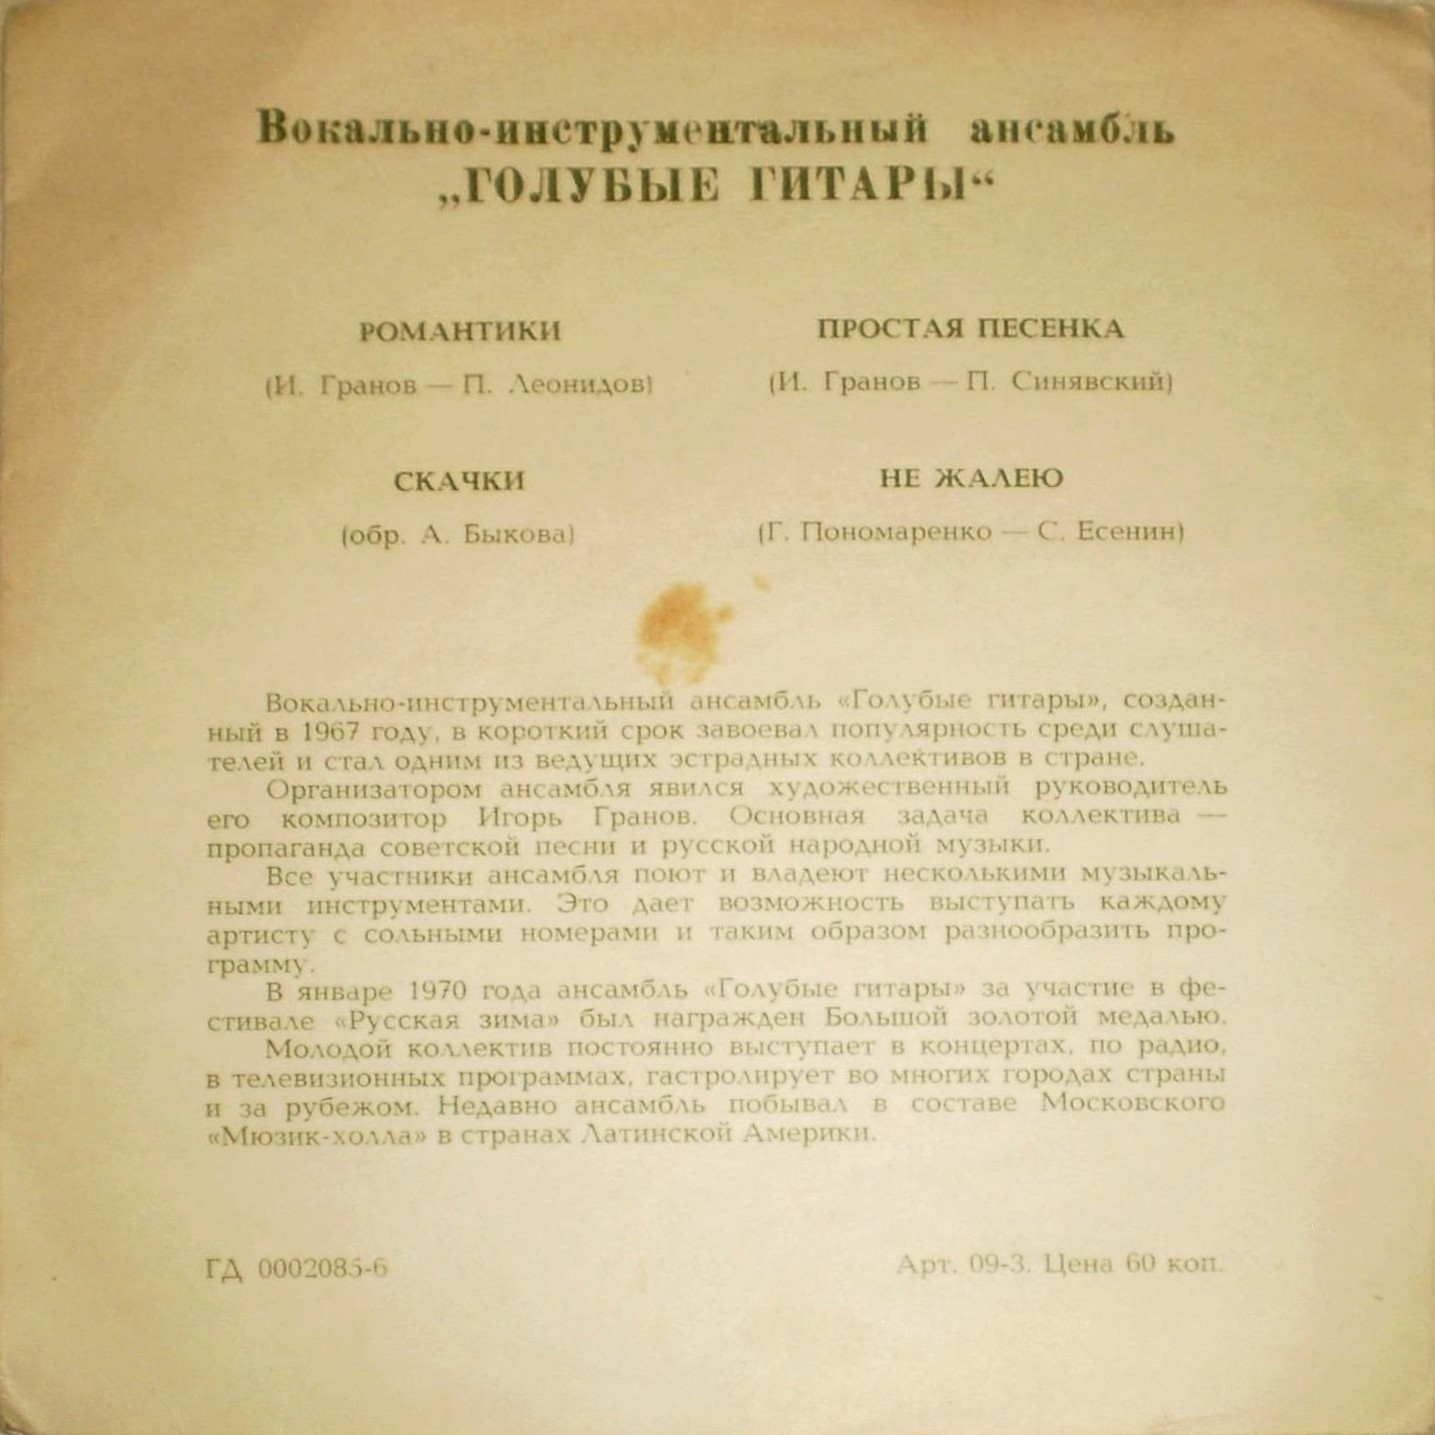 Вокально-инструментальный ансамбль
„ГОЛУБЫЕ ГИТАРЫ“
РОМАНТИКИ
(И. Гранов — П. Леонидов)
СКАЧКИ
(обр. А. Быкова)
ПРОСТАЯ ПЕСЕНКА
(И. Гранов — П. Синявский)
НЕ ЖАЛЕЮ
(Г. Пономаренко — С. Есенин)
Вокально-инструментальный ансамбль «Голубые гитары», создан-
ный в 1967 году, в короткий срок завоевал популярность среди слуша-
телей и стал одним из ведущих эстрадных коллективов в стране.
Организатором ансамбля явился художественный руководитель
его композитор Игорь Гранов. Основная задача коллектива —
пропаганда советской песни и русской народной музыки.
Все участники ансамбля поют и владеют несколькими музыкаль-
ными инструментами. Это дает возможность выступать каждому
артисту с сольными номерами и таким образом разнообразить про-
грамму.
В январе 1970 года ансамбль «Голубые гитары» за участие в фе-
стивале «Русская зима» был награжден Большой золотой медалью.
Молодой коллектив постоянно выступает в концертах, по радио,
в телевизионных программах, гастролирует во многих городах страны
и за рубежом. Недавно ансамбль побывал в составе Московского
«Мюзик-холла» в странах Латинской Америки.
ГД 0002085-6
Арт. 09-3. Цена 60 коп.